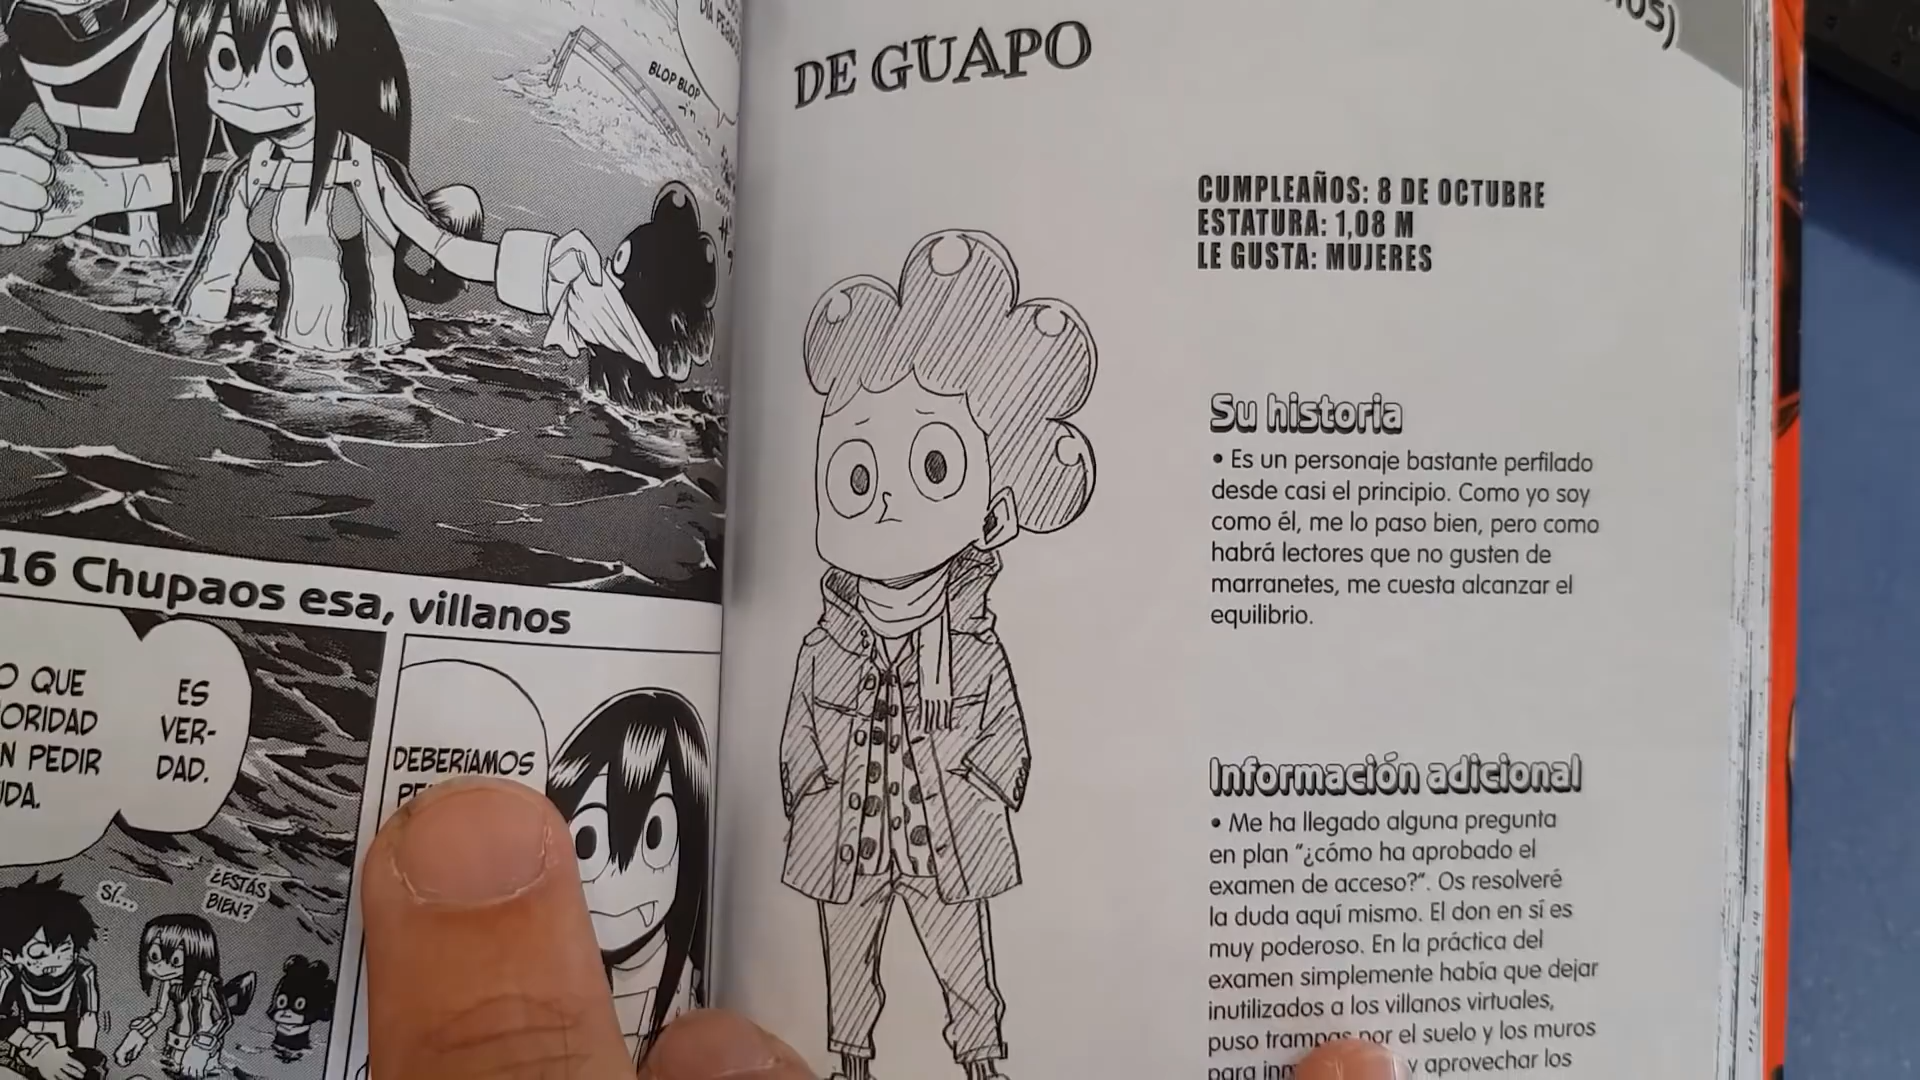 BLOP BLOP
16 Chupaos esa, villanos
O QUE
ORIDAD
N PEDIR
UDA.
ES
VER-
DAD.
DEBERÍAMOS
SÍ...
¿ESTÁS
BIEN?
DE GUAPO
CUMPLEAÑOS: 8 DE OCTUBRE
ESTATURA: 1,08 M
LE GUSTA: MUJERES
Su historia
• Es un personaje bastante perfilado
desde casi el principio. Como yo soy
como él, me lo paso bien, pero como
habrá lectores que no gusten de
marranetes, me cuesta alcanzar el
equilibrio.
Información adicional
• Me ha llegado alguna pregunta
en plan "¿cómo ha aprobado el
examen de acceso?". Os resolveré
la duda aquí mismo. El don en sí es
muy poderoso. En la práctica del
examen simplemente había que dejar
inutilizados a los villanos virtuales,
puso trampas por el suelo y los muros
para y aprovechar los